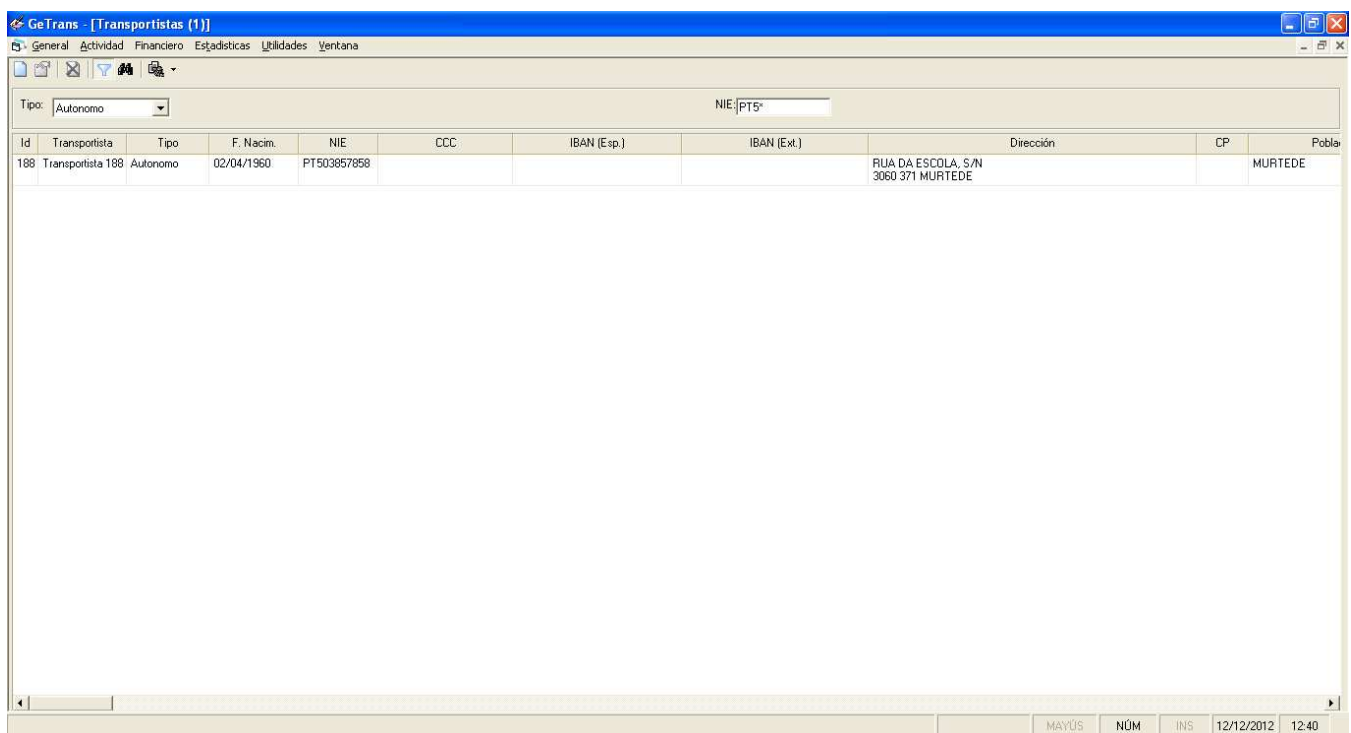 GeTrans - [Transportistas (1)]
General Actividad Financiero Estadisticas Utilidades Ventana
Tipo: Autonomo NIE: PT5*
Id Transportista Tipo F. Nacim. NIE CCC IBAN (Esp.) IBAN (Ext.) Dirección CP Poblac
188 Transportista 188 Autonomo 02/04/1960 PT503857858 RUA DA ESCOLA, S/N MURTEDE
3060 371 MURTEDE
MAYÚS NÚM INS 12/12/2012 12:40